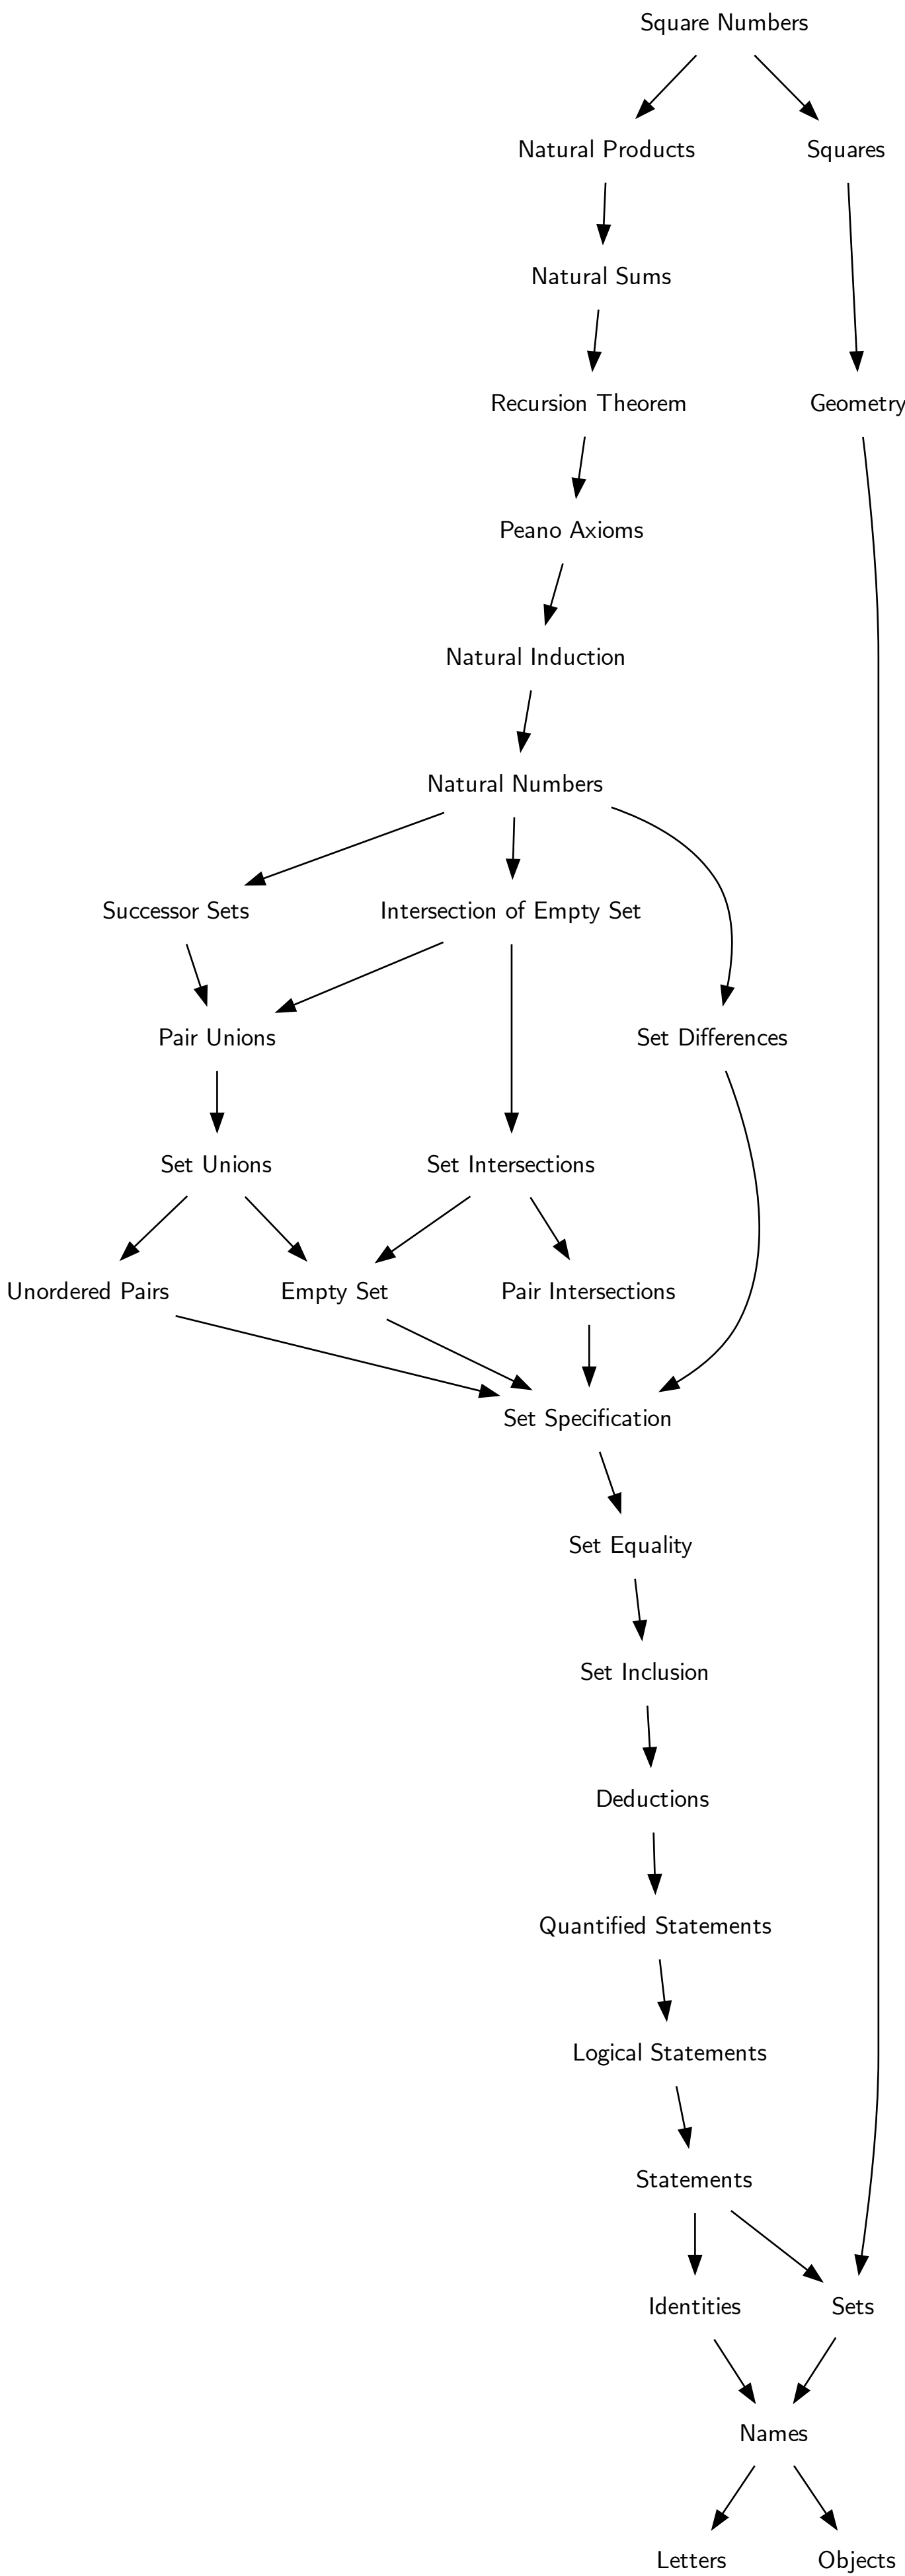 Square Numbers
Natural Products
Squares
Natural Sums
Recursion Theorem
Geometry
Peano Axioms
Natural Induction
Natural Numbers
Successor Sets
Intersection of Empty Set
Pair Unions
Set Differences
Set Unions
Set Intersections
Unordered Pairs
Empty Set
Pair Intersections
Set Specification
Set Equality
Set Inclusion
Deductions
Quantified Statements
Logical Statements
Statements
Identities
Sets
Names
Letters
Objects